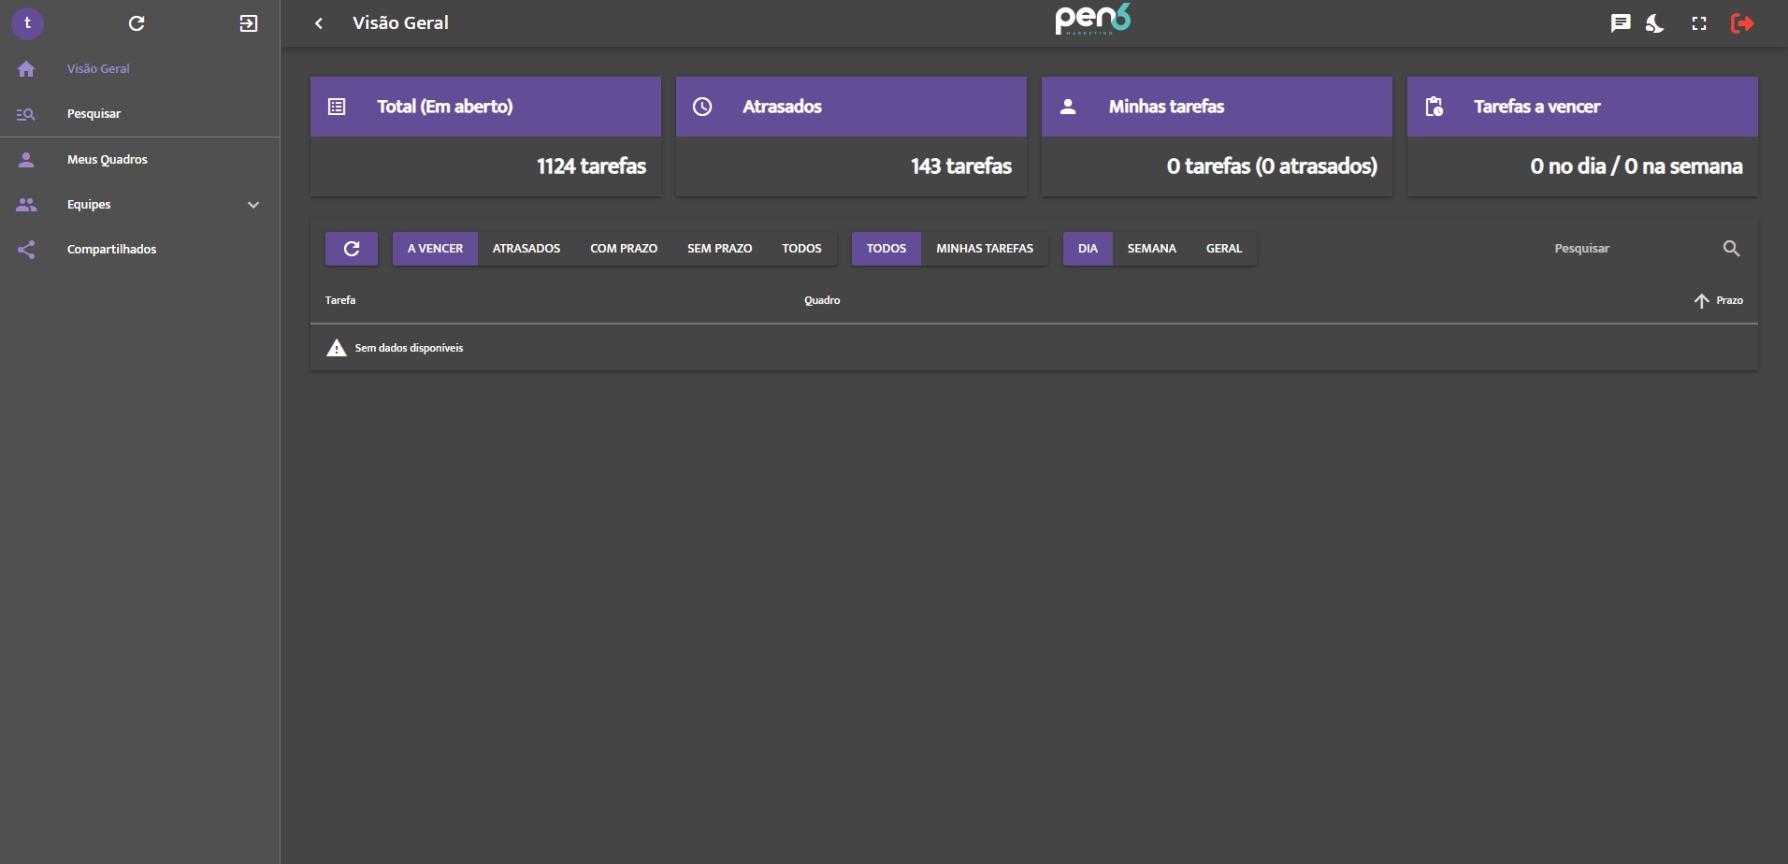 t
Visão Geral
pen6
MARKETING
Visão Geral
Pesquisar
Meus Quadros
Equipes
Compartilhados
Total (Em aberto)
1124 tarefas
Atrasados
143 tarefas
Minhas tarefas
0 tarefas (0 atrasados)
Tarefas a vencer
0 no dia / 0 na semana
A VENCER ATRASADOS COM PRAZO SEM PRAZO TODOS TODOS MINHAS TAREFAS DIA SEMANA GERAL Pesquisar
Tarefa Quadro Prazo
Sem dados disponíveis